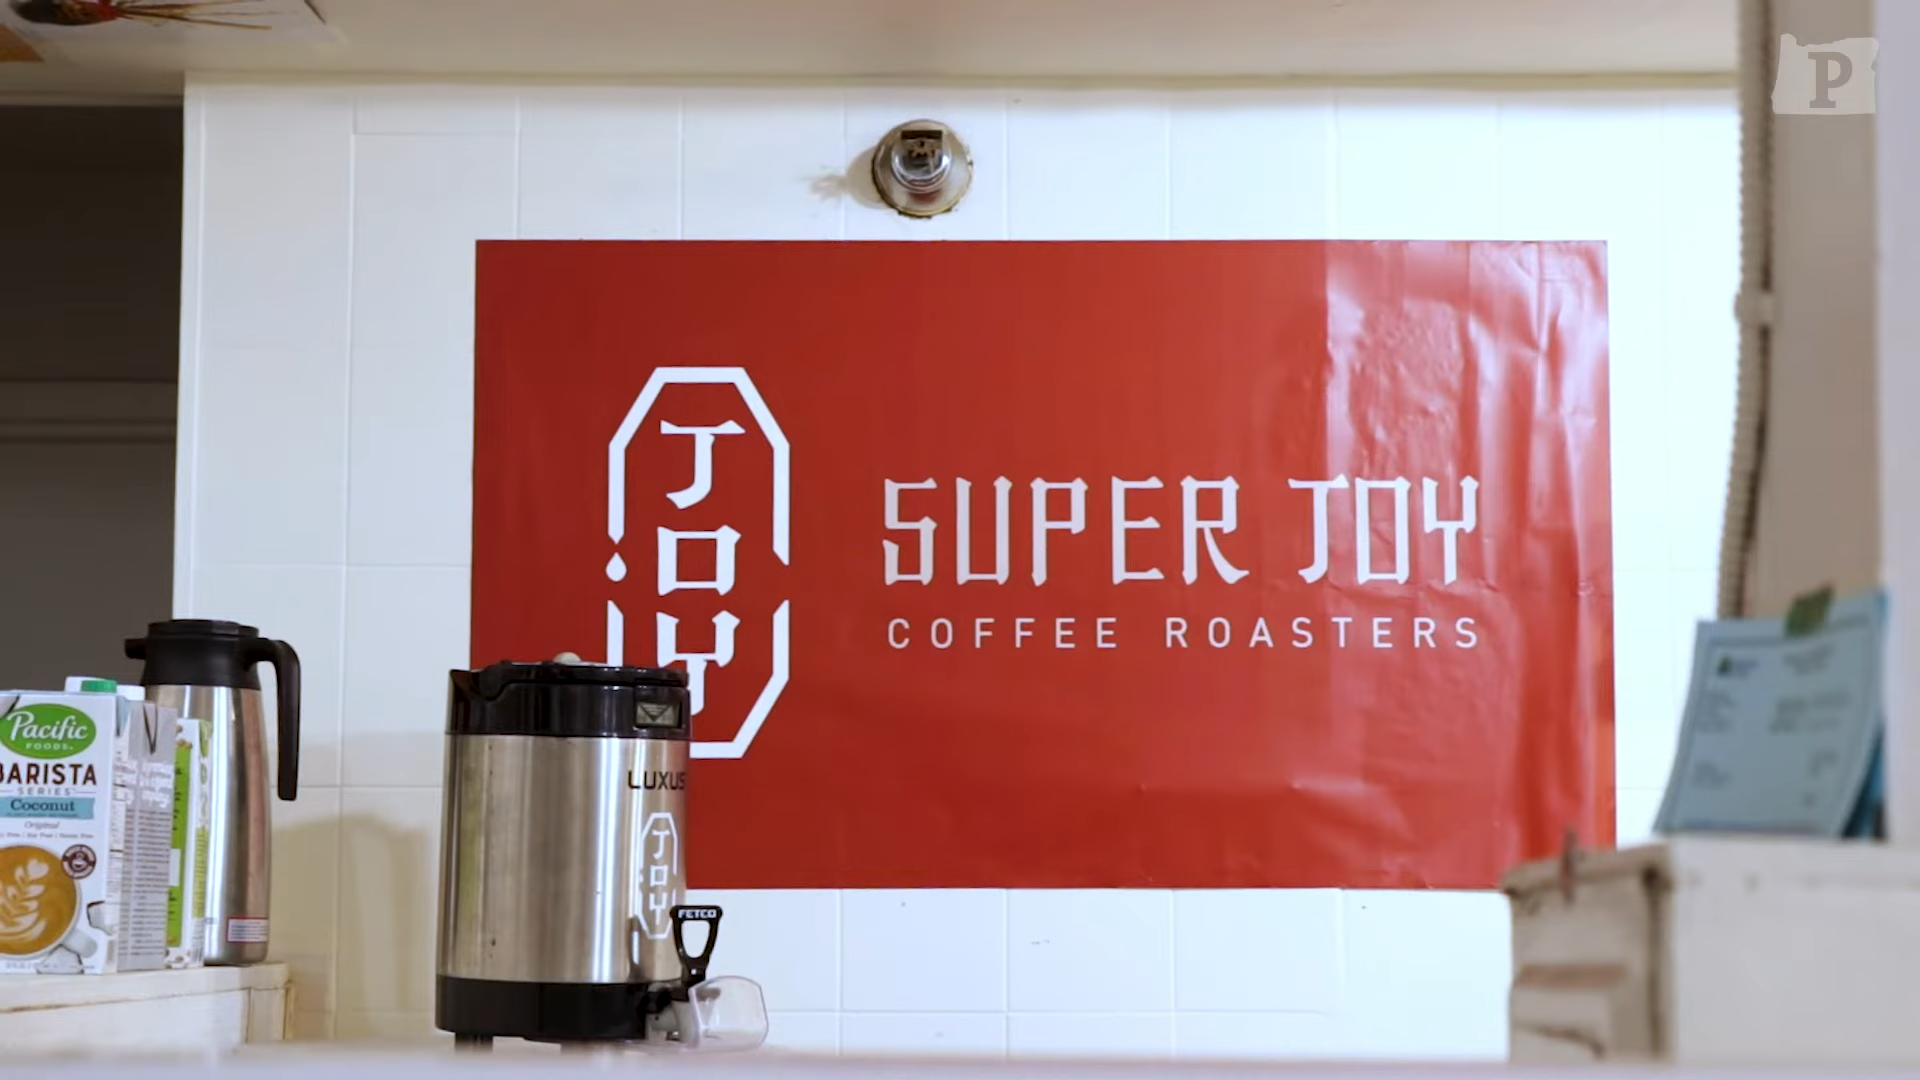 P
JOY
SUPER JOY
COFFEE ROASTERS
Pacific
FOODS
BARISTA
SERIES
Coconut
Original
LUXUS
JOY
FETCO